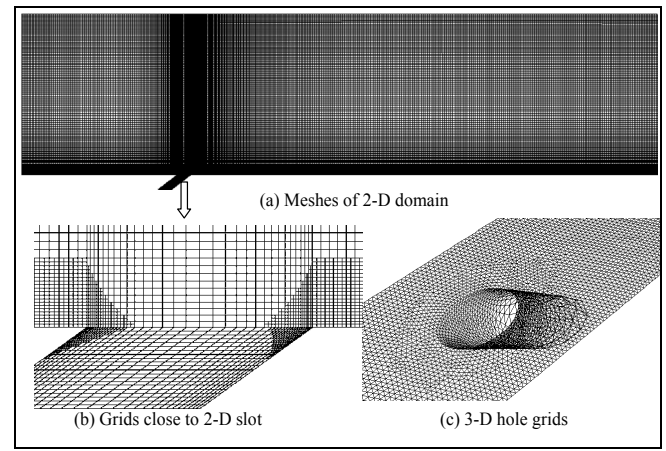 (a) Meshes of 2-D domain
(b) Grids close to 2-D slot
(c) 3-D hole grids